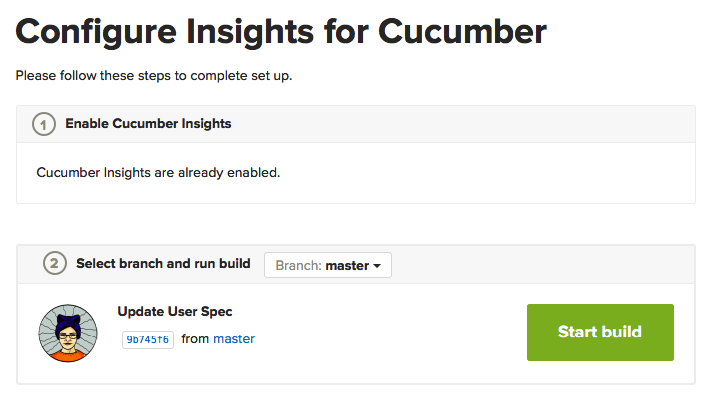 Configure Insights for Cucumber
Please follow these steps to complete set up.
1 Enable Cucumber Insights
Cucumber Insights are already enabled.
2 Select branch and run build Branch: master
Update User Spec
9b745f6 from master
Start build